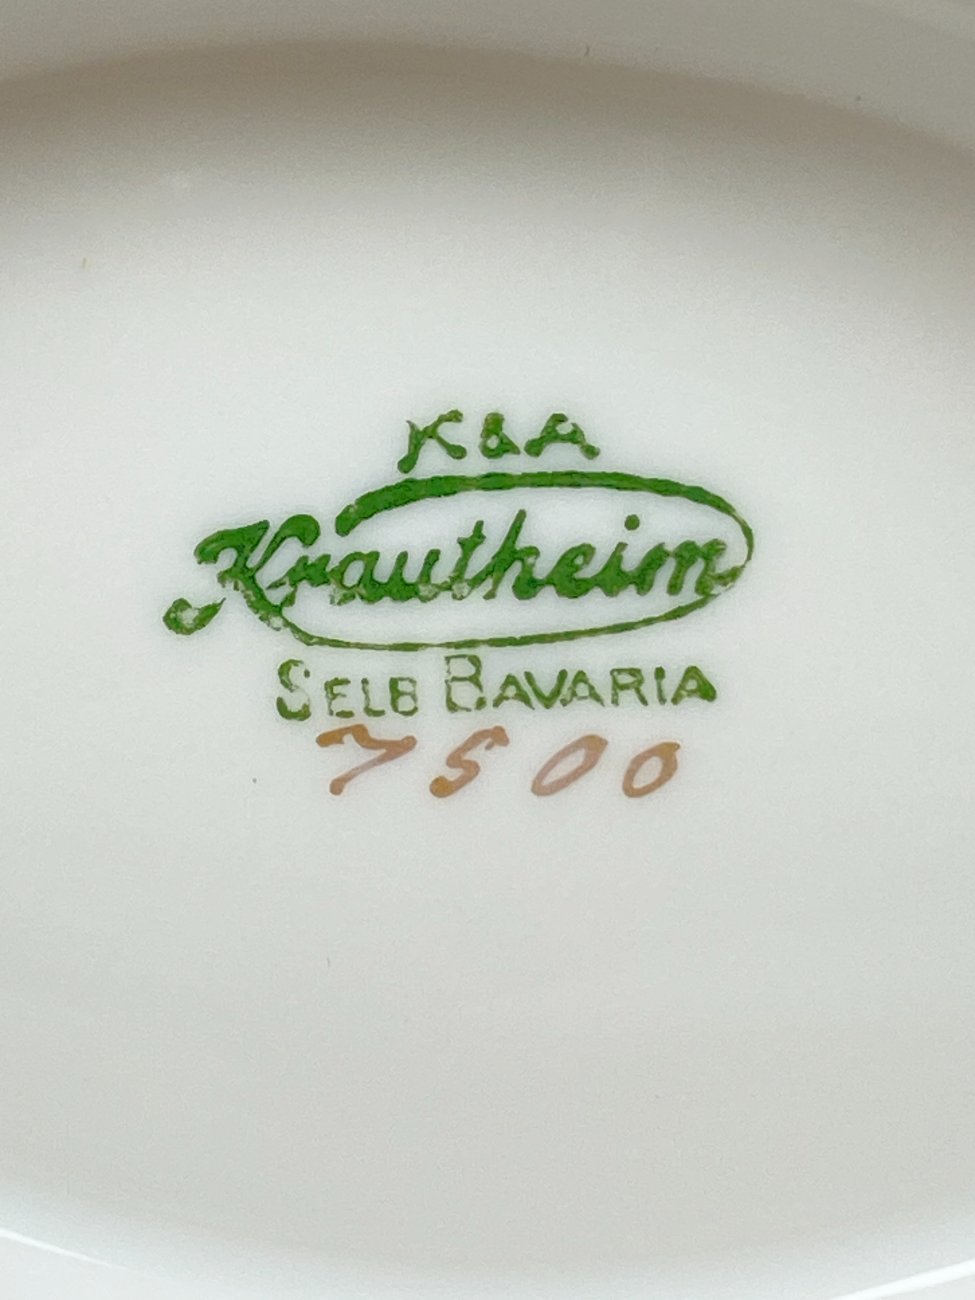 K&A
Krautheim
SELB BAVARIA
7500